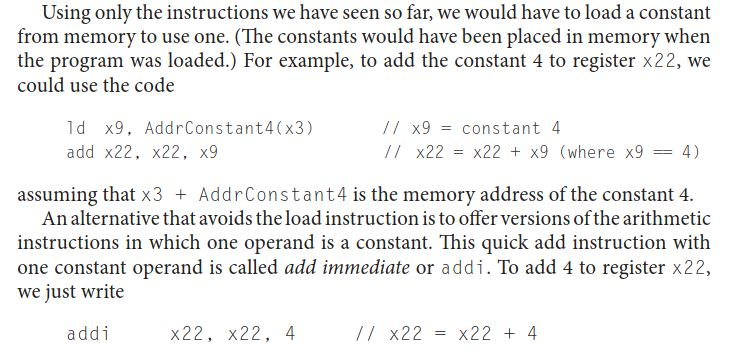 Using only the instructions we have seen so far, we would have to load a constant
from memory to use one. (The constants would have been placed in memory when
the program was loaded.) For example, to add the constant 4 to register x22, we
could use the code
ld x9, AddrConstant4(x3) // x9 = constant 4
add x22, x22, x9 // x22 = x22 + x9 (where x9 == 4)
assuming that x3 + AddrConstant4 is the memory address of the constant 4.
An alternative that avoids the load instruction is to offer versions of the arithmetic
instructions in which one operand is a constant. This quick add instruction with
one constant operand is called add immediate or addi. To add 4 to register x22,
we just write
addi x22, x22, 4 // x22 = x22 + 4